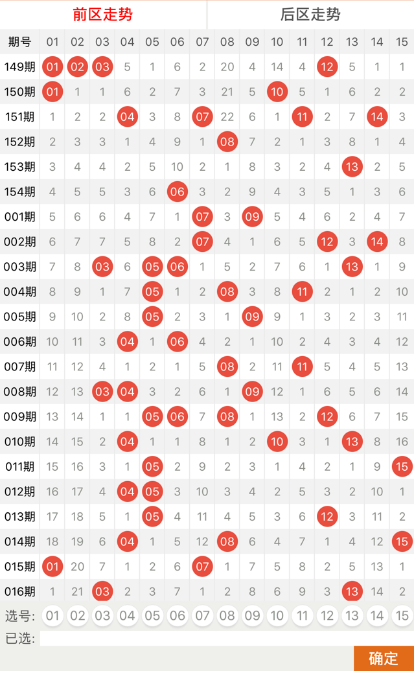 前区走势 后区走势
期号 01 02 03 04 05 06 07 08 09 10 11 12 13 14 15
149期 01 02 03 5 1 6 2 20 4 14 4 12 5 1 1
150期 01 1 1 6 2 7 3 21 5 10 5 1 6 2 2
151期 1 2 2 04 3 8 07 22 6 1 11 2 7 14 3
152期 2 3 3 1 4 9 1 08 7 2 1 3 8 1 4
153期 3 4 4 2 5 10 2 1 8 3 2 4 13 2 5
154期 4 5 5 3 6 06 3 2 9 4 3 5 1 3 6
001期 5 6 6 4 7 1 07 3 09 5 4 6 2 4 7
002期 6 7 7 5 8 2 07 4 1 6 5 12 3 14 8
003期 7 8 03 6 05 06 1 5 2 7 6 1 13 1 9
004期 8 9 1 7 05 1 2 08 3 8 11 2 1 2 10
005期 9 10 2 8 05 2 3 1 09 9 1 3 2 3 11
006期 10 11 3 04 1 06 4 2 1 10 2 4 3 4 12
007期 11 12 4 1 2 1 5 08 2 11 11 5 4 5 13
008期 12 13 03 04 3 2 6 1 09 12 1 6 5 6 14
009期 13 14 1 1 05 06 7 08 1 13 2 12 6 7 15
010期 14 15 2 04 1 1 8 1 2 10 3 1 13 8 16
011期 15 16 3 1 05 2 9 2 3 1 4 2 1 9 15
012期 16 17 4 04 05 3 10 3 4 2 5 3 2 10 1
013期 17 18 5 1 05 4 11 4 5 3 6 12 3 11 2
014期 18 19 6 04 1 5 12 08 6 4 7 1 4 12 15
015期 01 20 7 1 2 6 07 1 7 5 8 2 5 13 1
016期 1 21 03 2 3 7 1 2 8 6 9 3 13 14 2
选号: 01 02 03 04 05 06 07 08 09 10 11 12 13 14 15
已选:
确定